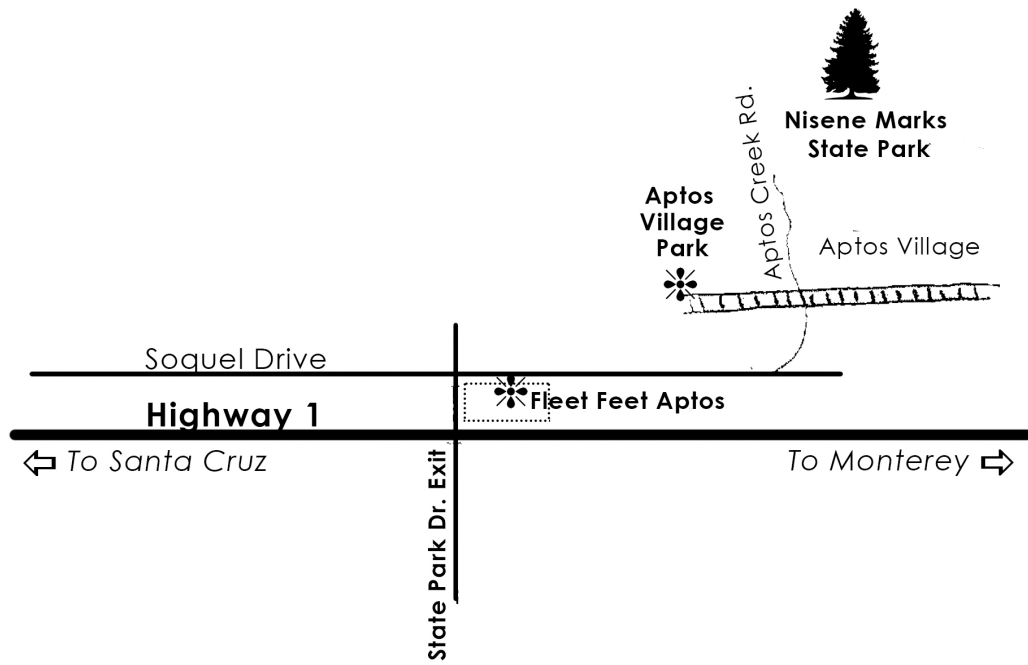 Nisene Marks
State Park
Aptos Creek Rd.
Aptos
Village
Park
Aptos Village
Soquel Drive
Fleet Feet Aptos
Highway 1
To Santa Cruz
To Monterey
State Park Dr. Exit